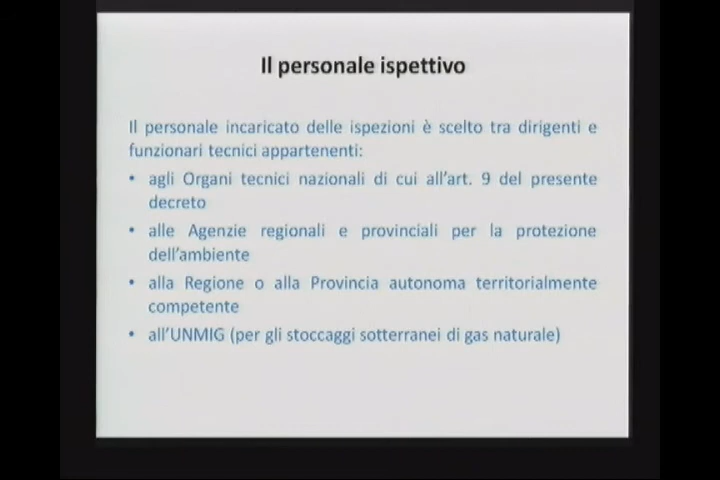 Il personale ispettivo
Il personale incaricato delle ispezioni è scelto tra dirigenti e
funzionari tecnici appartenenti:
• agli Organi tecnici nazionali di cui all'art. 9 del presente
decreto
• alle Agenzie regionali e provinciali per la protezione
dell'ambiente
• alla Regione o alla Provincia autonoma territorialmente
competente
• all'UNMIG (per gli stoccaggi sotterranei di gas naturale)